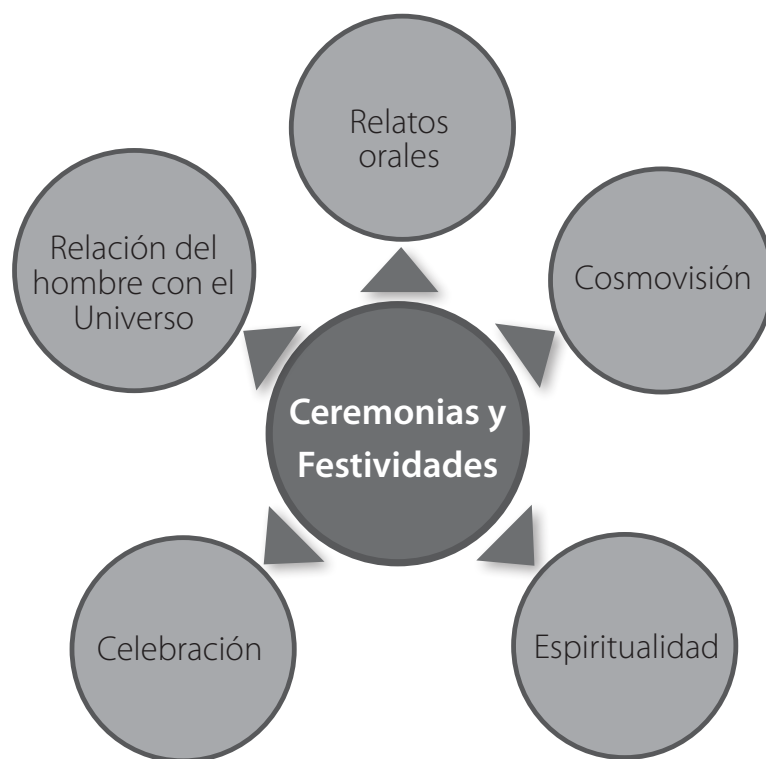 Relatos
orales
Relación del
hombre con el
Universo
Cosmovisión
Ceremonias y
Festividades
Celebración
Espiritualidad